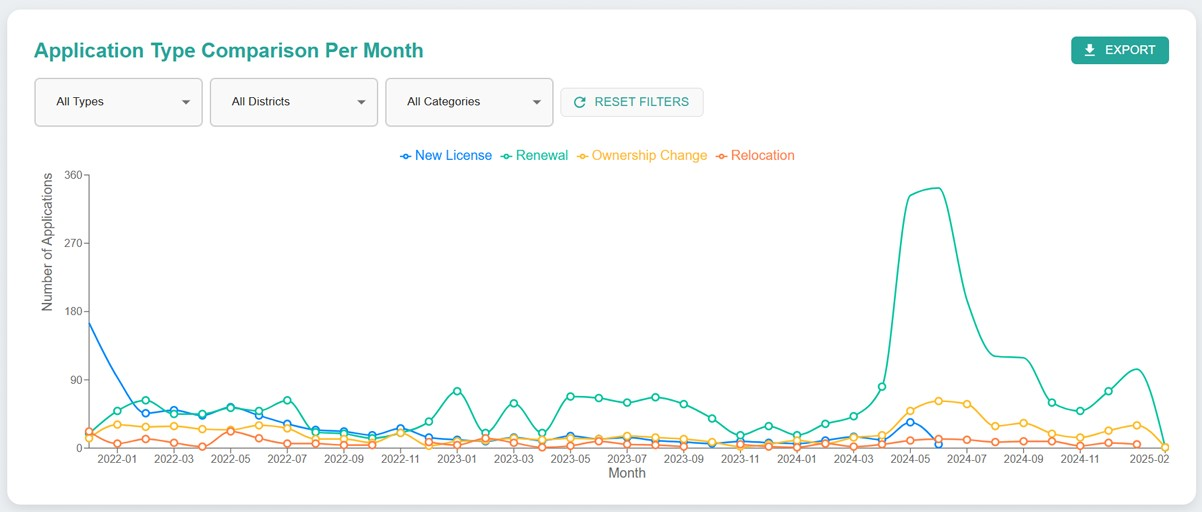 Application Type Comparison Per Month
EXPORT
All Types
All Districts
All Categories
RESET FILTERS
New License
Renewal
Ownership Change
Relocation
Number of Applications
360
270
180
90
0
2022-01
2022-03
2022-05
2022-07
2022-09
2022-11
2023-01
2023-03
2023-05
2023-07
2023-09
2023-11
2024-01
2024-03
2024-05
2024-07
2024-09
2024-11
2025-02
Month